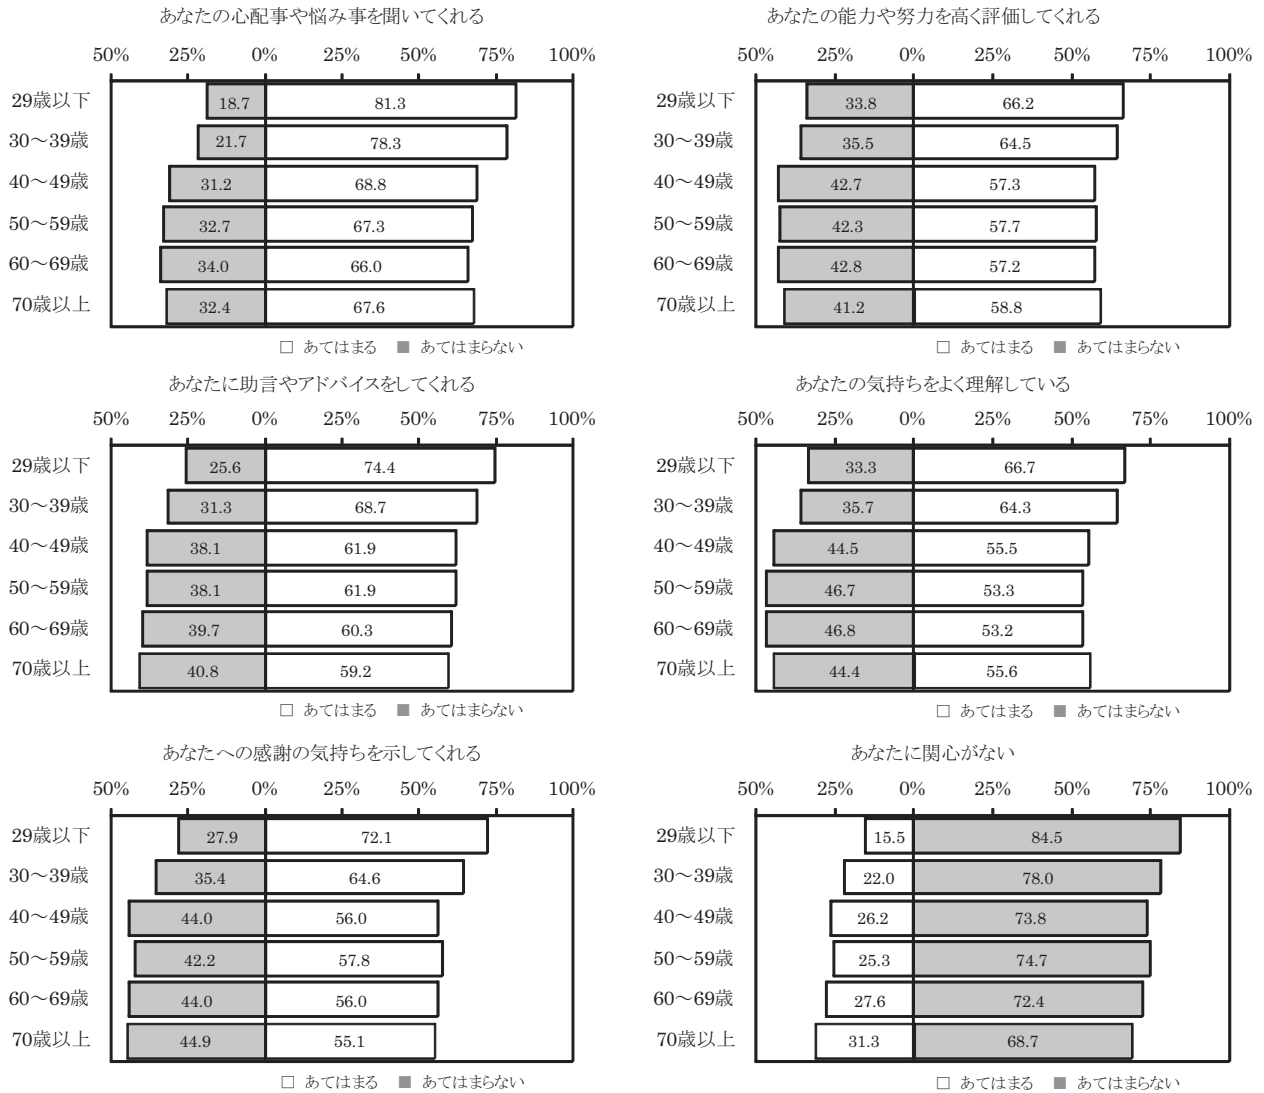 あなたの心配事や悩み事を聞いてくれる
50% 25% 0% 25% 50% 75% 100%
29歳以下 18.7 81.3
30〜39歳 21.7 78.3
40〜49歳 31.2 68.8
50〜59歳 32.7 67.3
60〜69歳 34.0 66.0
70歳以上 32.4 67.6
□ あてはまる ■ あてはまらない
あなたの能力や努力を高く評価してくれる
50% 25% 0% 25% 50% 75% 100%
29歳以下 33.8 66.2
30〜39歳 35.5 64.5
40〜49歳 42.7 57.3
50〜59歳 42.3 57.7
60〜69歳 42.8 57.2
70歳以上 41.2 58.8
□ あてはまる ■ あてはまらない
あなたに助言やアドバイスをしてくれる
50% 25% 0% 25% 50% 75% 100%
29歳以下 25.6 74.4
30〜39歳 31.3 68.7
40〜49歳 38.1 61.9
50〜59歳 38.1 61.9
60〜69歳 39.7 60.3
70歳以上 40.8 59.2
□ あてはまる ■ あてはまらない
あなたの気持ちをよく理解している
50% 25% 0% 25% 50% 75% 100%
29歳以下 33.3 66.7
30〜39歳 35.7 64.3
40〜49歳 44.5 55.5
50〜59歳 46.7 53.3
60〜69歳 46.8 53.2
70歳以上 44.4 55.6
□ あてはまる ■ あてはまらない
あなたへの感謝の気持ちを示してくれる
50% 25% 0% 25% 50% 75% 100%
29歳以下 27.9 72.1
30〜39歳 35.4 64.6
40〜49歳 44.0 56.0
50〜59歳 42.2 57.8
60〜69歳 44.0 56.0
70歳以上 44.9 55.1
□ あてはまる ■ あてはまらない
あなたに関心がない
50% 25% 0% 25% 50% 75% 100%
29歳以下 15.5 84.5
30〜39歳 22.0 78.0
40〜49歳 26.2 73.8
50〜59歳 25.3 74.7
60〜69歳 27.6 72.4
70歳以上 31.3 68.7
□ あてはまる ■ あてはまらない